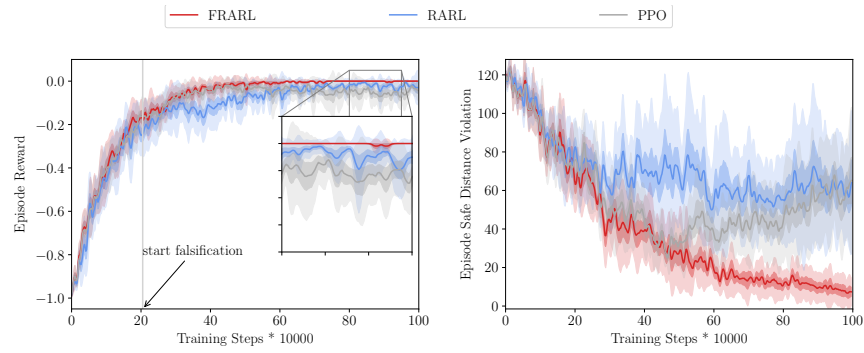 FRARL RARL PPO
Episode Reward
0.0
−0.2
−0.4
−0.6
−0.8
−1.0
start falsification
0 20 40 60 80 100
Training Steps * 10000
Episode Safe Distance Violation
120
100
80
60
40
20
0
0 20 40 60 80 100
Training Steps * 10000